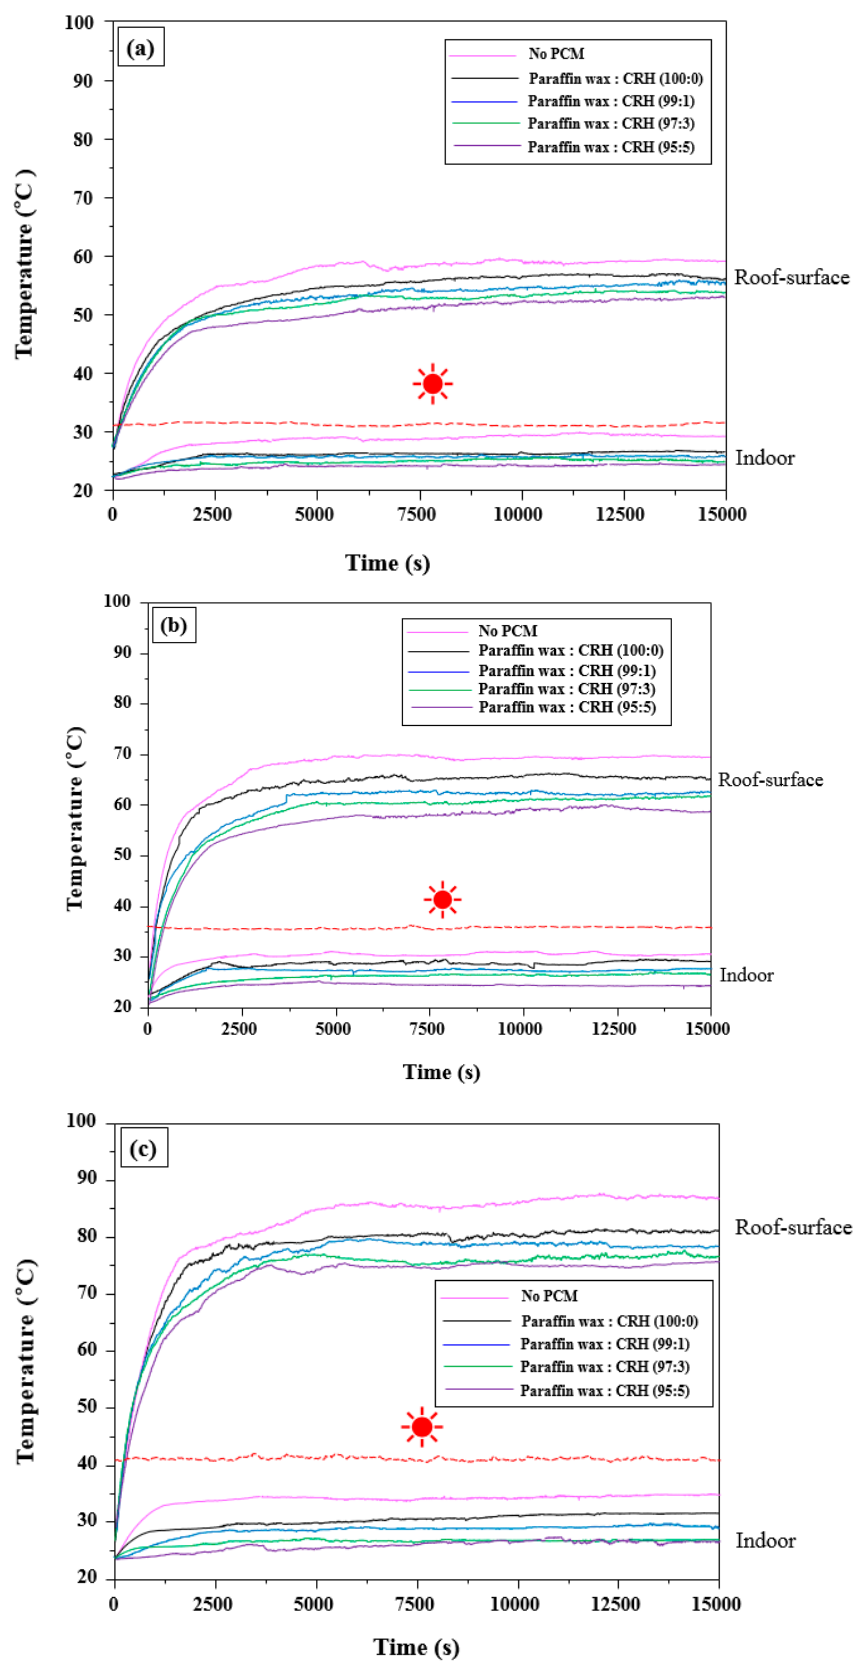 (a)
No PCM
Paraffin wax : CRH (100:0)
Paraffin wax : CRH (99:1)
Paraffin wax : CRH (97:3)
Paraffin wax : CRH (95:5)
100
90
80
70
60
50
40
30
20
Temperature (°C )
Roof-surface
Indoor
0 2500 5000 7500 10000 12500 15000
Time (s)
(b)
No PCM
Paraffin wax : CRH (100:0)
Paraffin wax : CRH (99:1)
Paraffin wax : CRH (97:3)
Paraffin wax : CRH (95:5)
100
90
80
70
60
50
40
30
20
Temperature (°C)
Roof-surface
Indoor
0 2500 5000 7500 10000 12500 15000
Time (s)
(c)
100
90
80
70
60
50
40
30
20
Temperature (°C)
Roof-surface
No PCM
Paraffin wax : CRH (100:0)
Paraffin wax : CRH (99:1)
Paraffin wax : CRH (97:3)
Paraffin wax : CRH (95:5)
Indoor
0 2500 5000 7500 10000 12500 15000
Time (s)